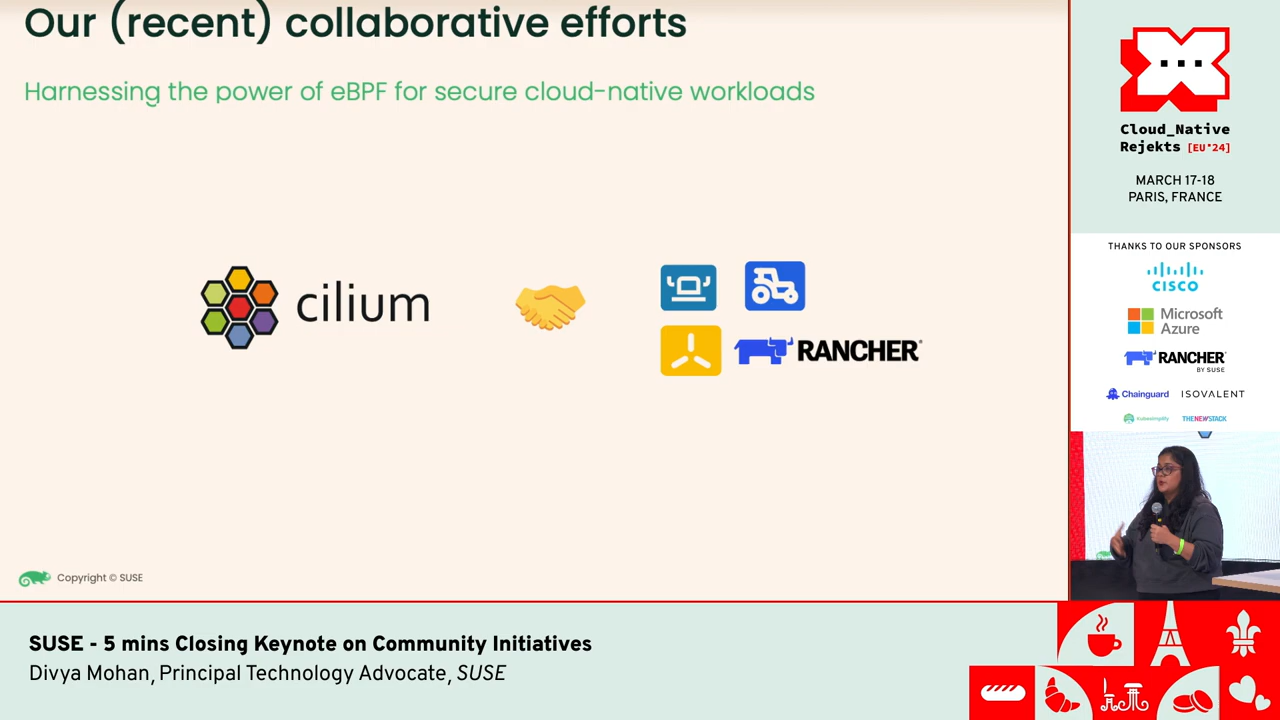 Our (recent) collaborative efforts
Harnessing the power of eBPF for secure cloud-native workloads
cilium
RANCHER®
Copyright © SUSE
Cloud_Native
Rejekts [EU'24]
MARCH 17-18
PARIS, FRANCE
THANKS TO OUR SPONSORS
CISCO
Microsoft
Azure
RANCHER
BY SUSE
Chainguard ISOVALENT
kubesimplify THENEWSTACK
SUSE - 5 mins Closing Keynote on Community Initiatives
Divya Mohan, Principal Technology Advocate, SUSE